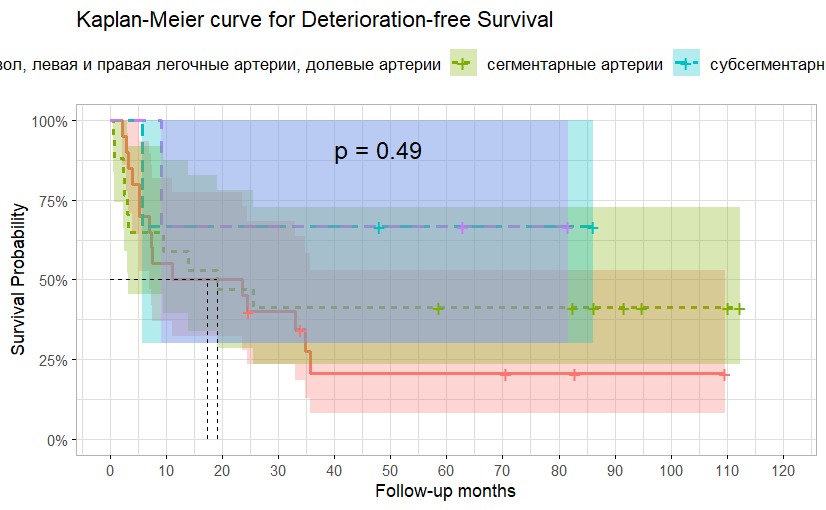 Kaplan-Meier curve for Deterioration-free Survival
левая и правая легочные артерии, долевые артерии сегментарные артерии
p = 0.49
Survival Probability
100%
75%
50%
25%
0%
0 10 20 30 40 50 60 70 80 90 100 110 120
Follow-up months